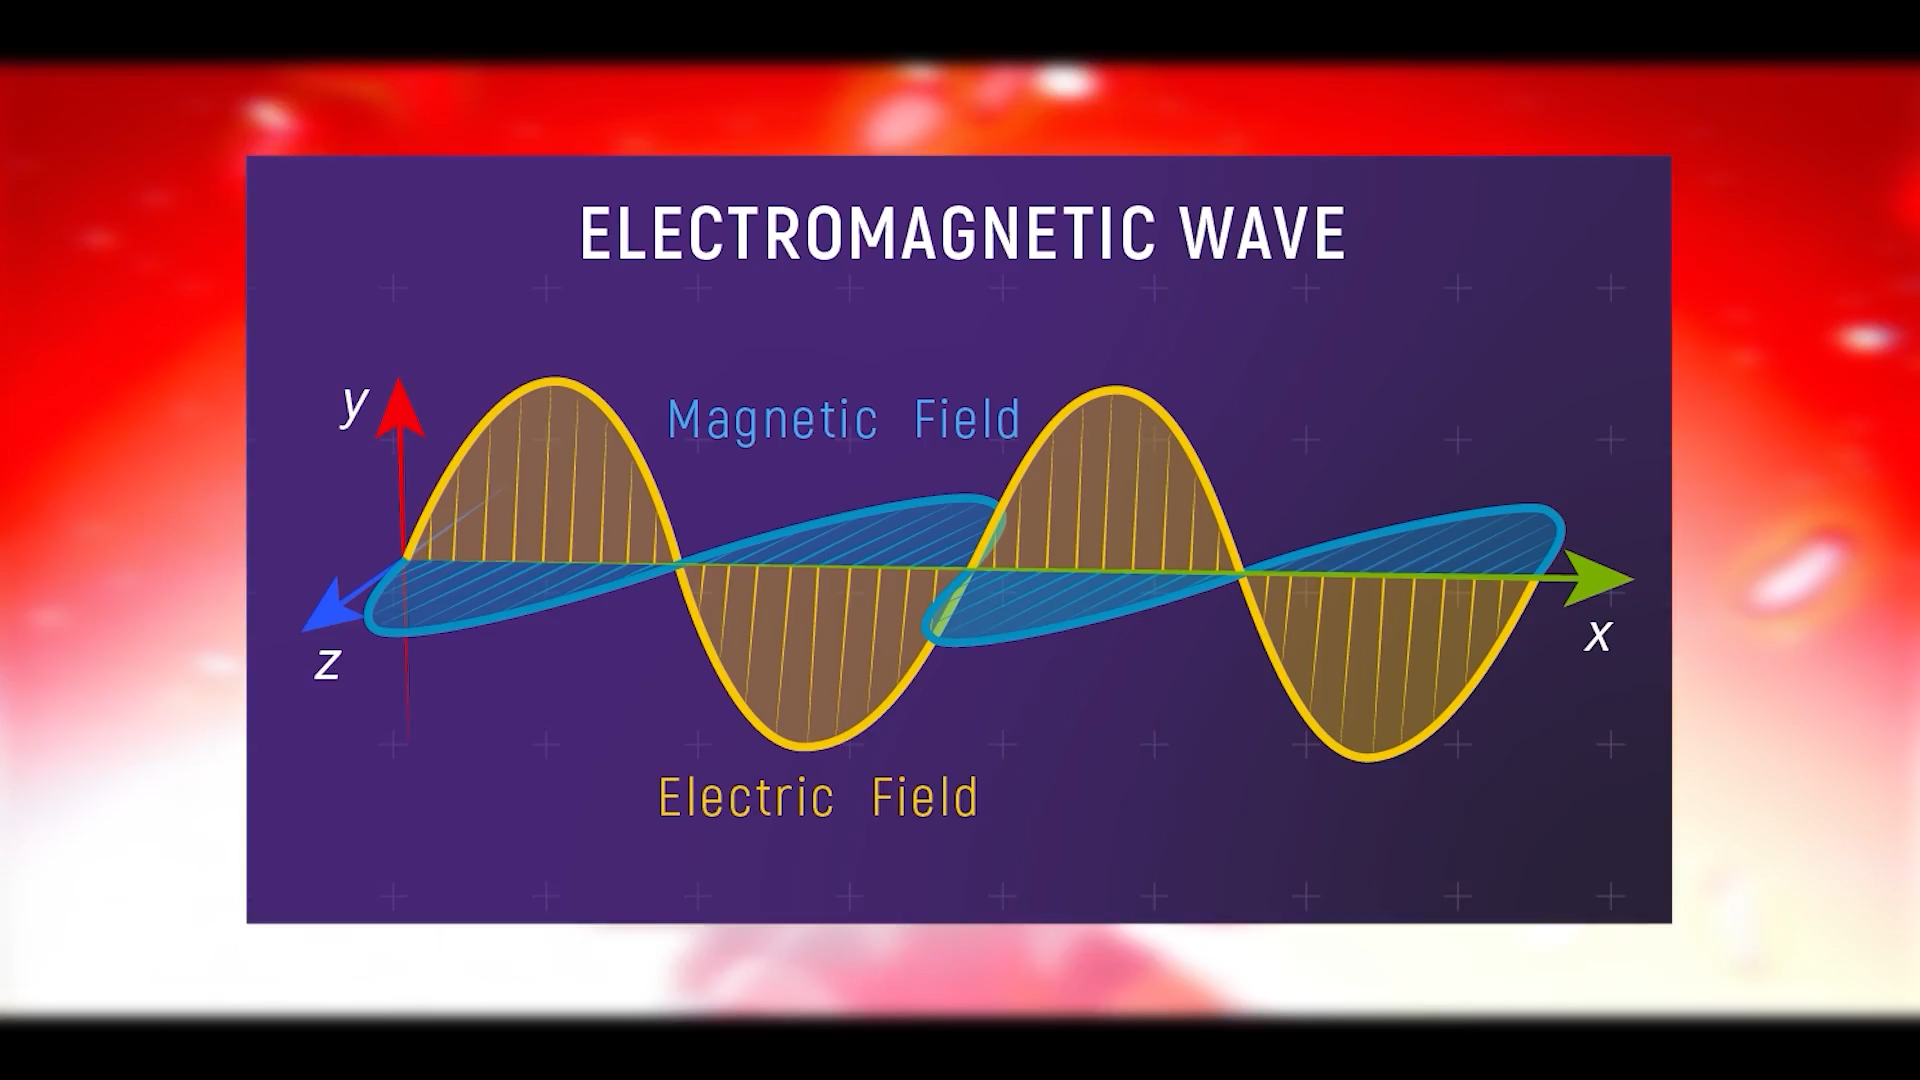 ELECTROMAGNETIC WAVE
y
Magnetic Field
z
x
Electric Field